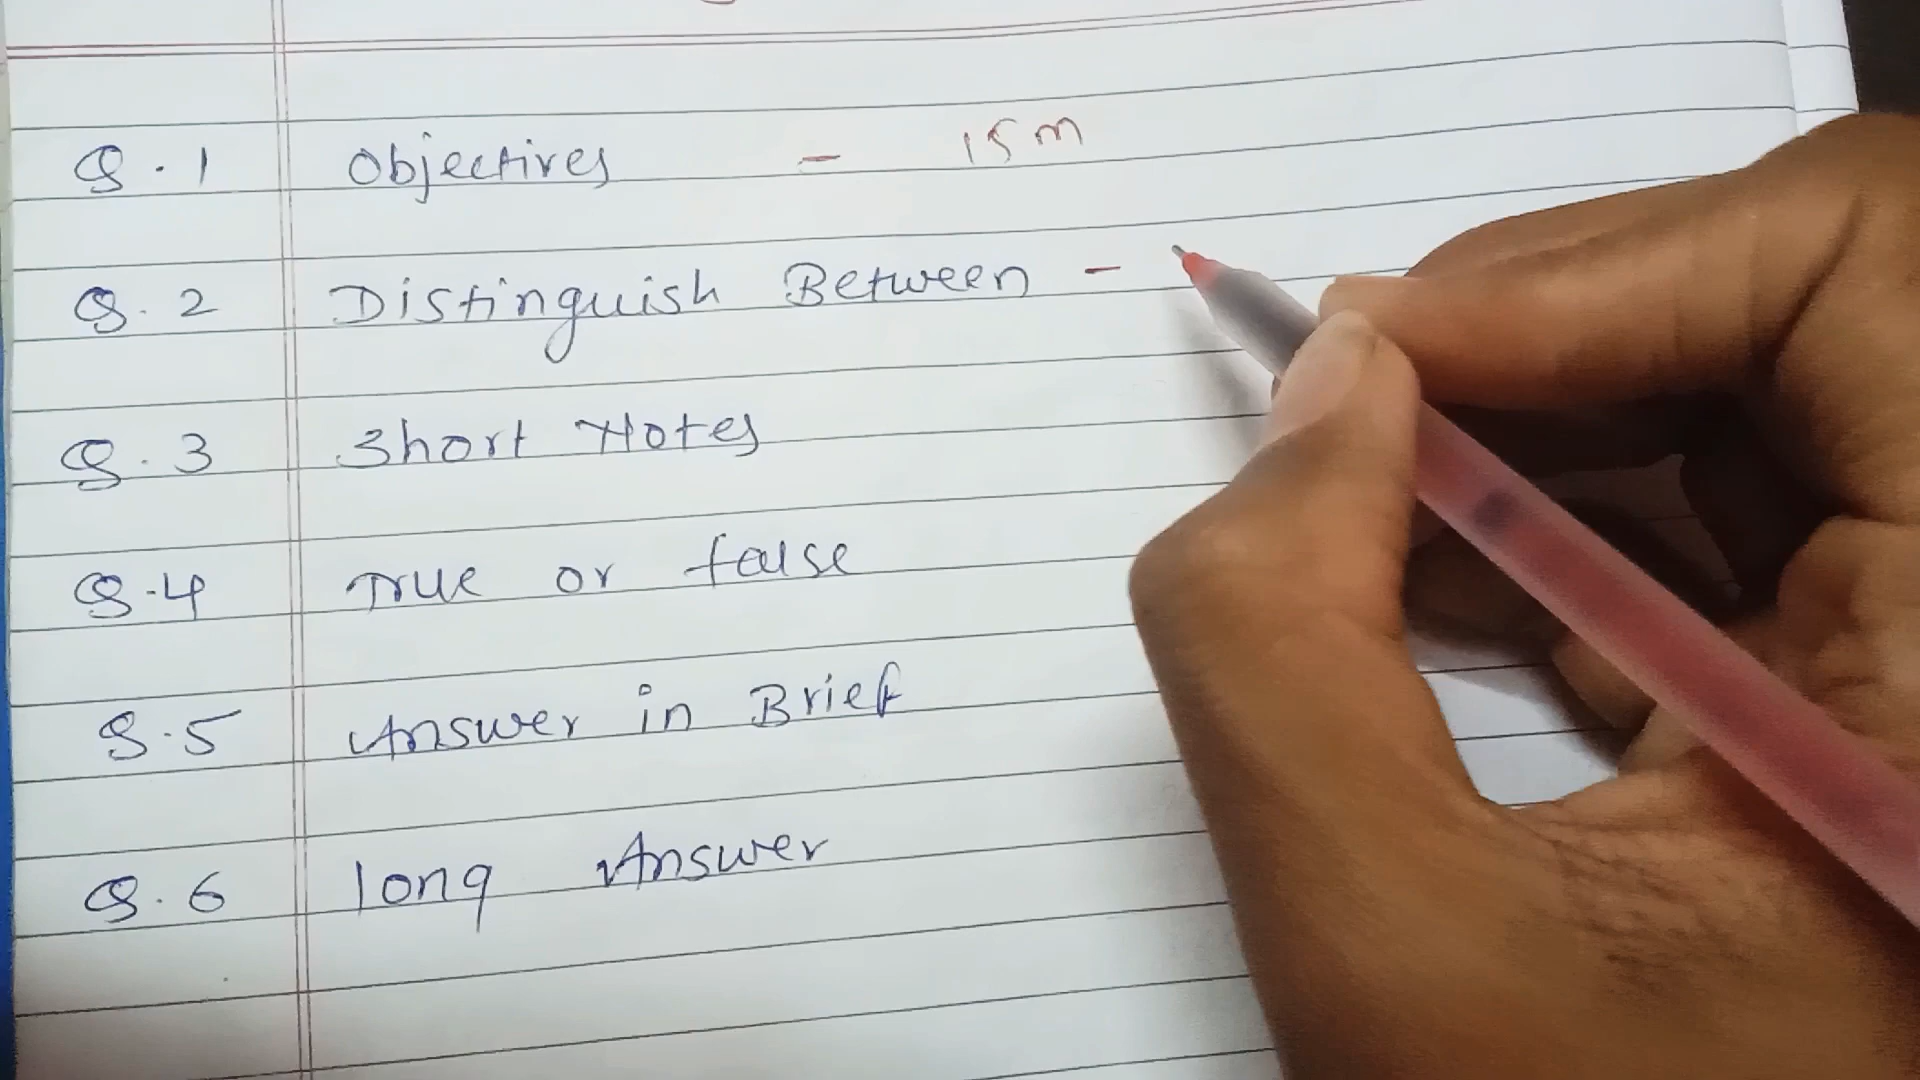 Q.1 Objectives - 15m
Q.2 Distinguish Between -
Q.3 Short Notes
Q.4 True or false
Q.5 Answer in Brief
Q.6 long Answer